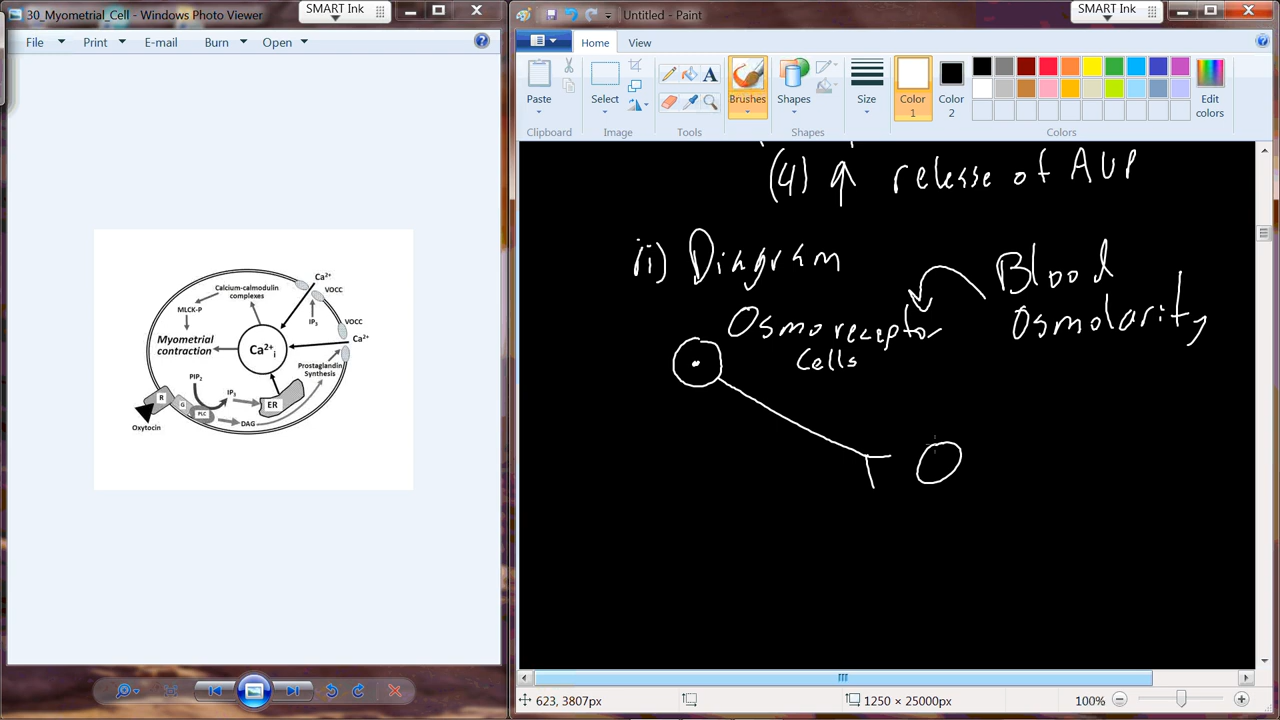 30_Myometrial_Cell - Windows Photo Viewer
SMART Ink
File Print E-mail Burn Open
Ca2+
Calcium-calmodulin
complexes
VOCC
MLCK-P
IP3
VOCC
Myometrial
contraction
Ca2+i
Ca2+
Prostaglandin
Synthesis
PIP2
IP3
R
G
PLC
ER
DAG
Oxytocin
Untitled - Paint
SMART Ink
Home View
Paste
Select
Brushes
Shapes
Size
Color
1
Color
2
Edit
colors
Clipboard Image Tools Shapes Colors
(4) ↑ release of AVP
ii) Diagram
Blood
Osmolarity
Osmoreceptor
Cells
623, 3807px
1250 × 25000px
100%